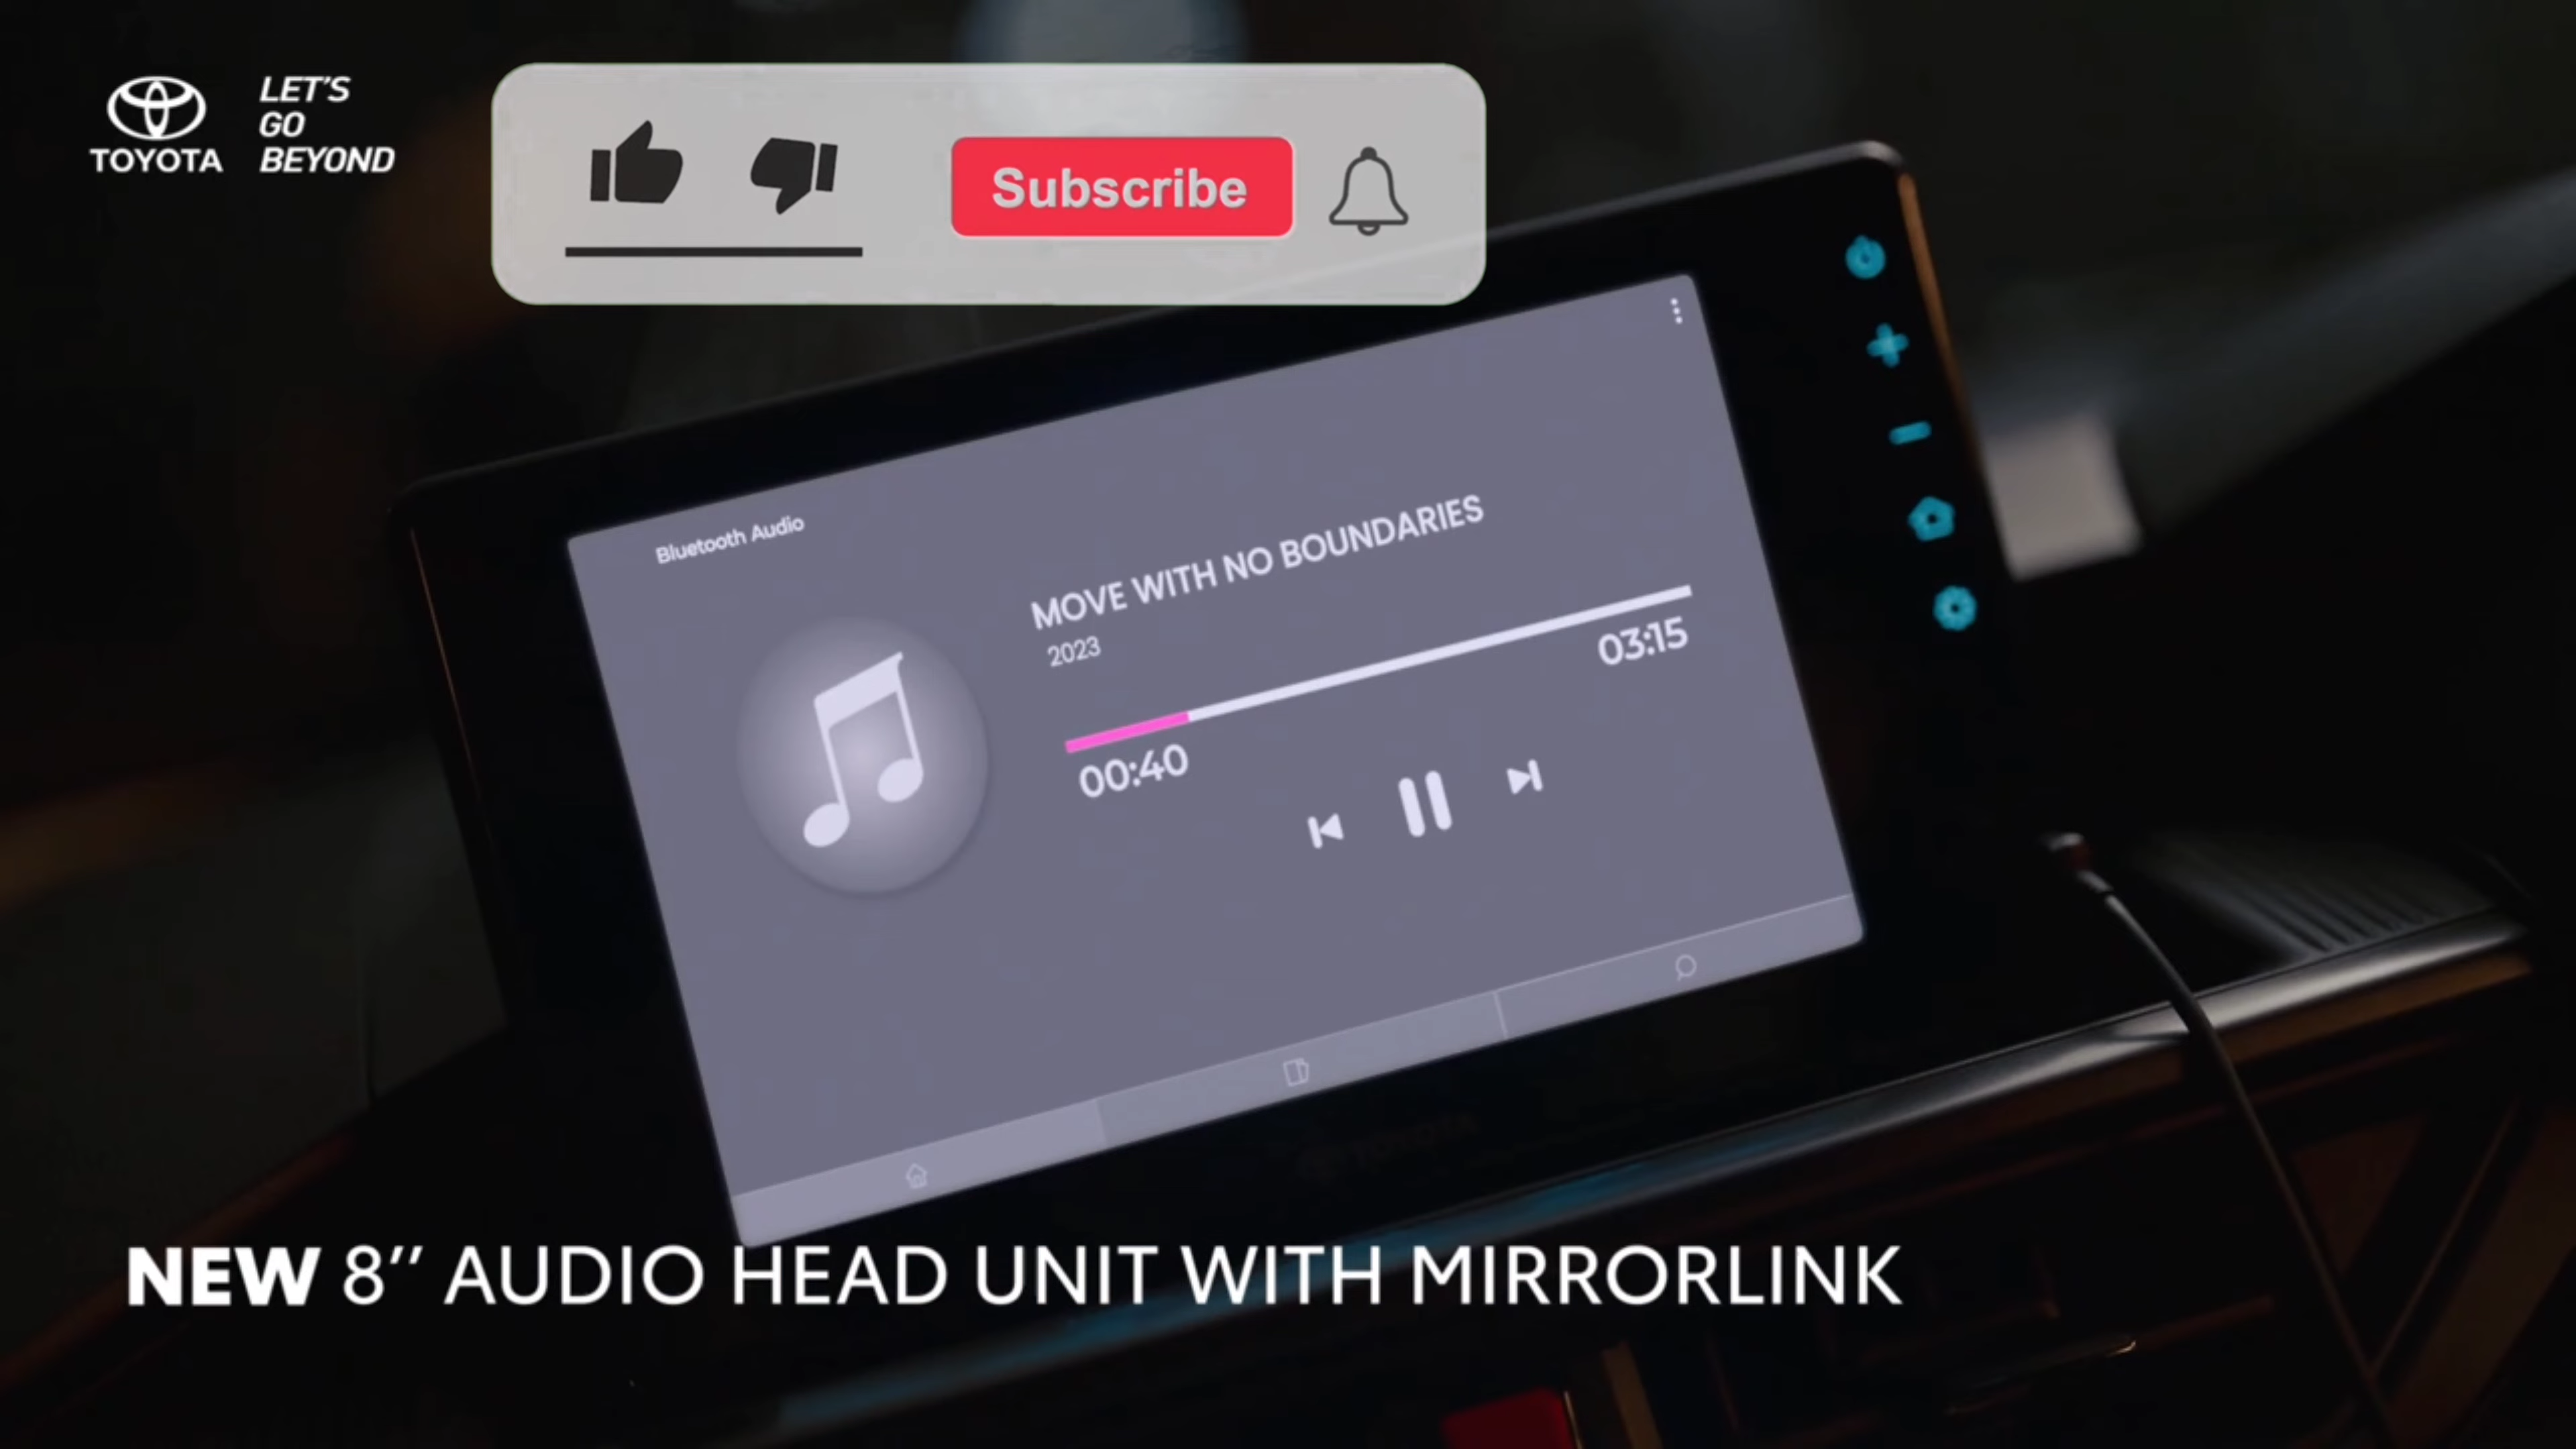 TOYOTA
LET'S
GO
BEYOND
Subscribe
Bluetooth Audio
MOVE WITH NO BOUNDARIES
2023
03:15
00:40
TOYOTA
NEW 8’’ AUDIO HEAD UNIT WITH MIRRORLINK